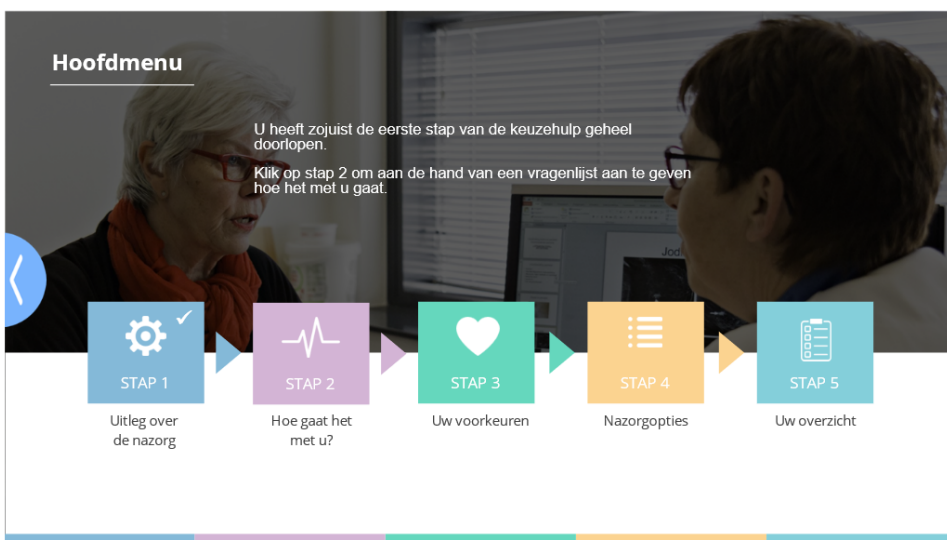 Hoofdmenu
U heeft zojuist de eerste stap van de keuzehulp geheel
doorlopen.
Klik op stap 2 om aan de hand van een vragenlijst aan te geven
hoe het met u gaat.
STAP 1
STAP 2
STAP 3
STAP 4
STAP 5
Uitleg over
de nazorg
Hoe gaat het
met u?
Uw voorkeuren
Nazorgopties
Uw overzicht